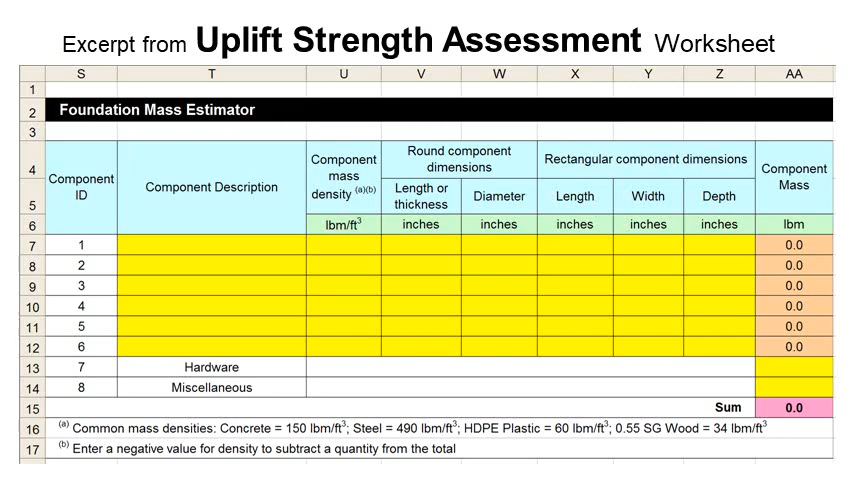 Excerpt from Uplift Strength Assessment Worksheet
S T U V W X Y Z AA
1
2 Foundation Mass Estimator
3
4 Component ID Component Description Component mass density (a)(b) Round component dimensions Rectangular component dimensions Component Mass
5 Length or thickness Diameter Length Width Depth
6 lbm/ft³ inches inches inches inches inches lbm
7 1 0.0
8 2 0.0
9 3 0.0
10 4 0.0
11 5 0.0
12 6 0.0
13 7 Hardware
14 8 Miscellaneous
15 Sum 0.0
16 (a) Common mass densities: Concrete = 150 lbm/ft³; Steel = 490 lbm/ft³; HDPE Plastic = 60 lbm/ft³; 0.55 SG Wood = 34 lbm/ft³
17 (b) Enter a negative value for density to subtract a quantity from the total